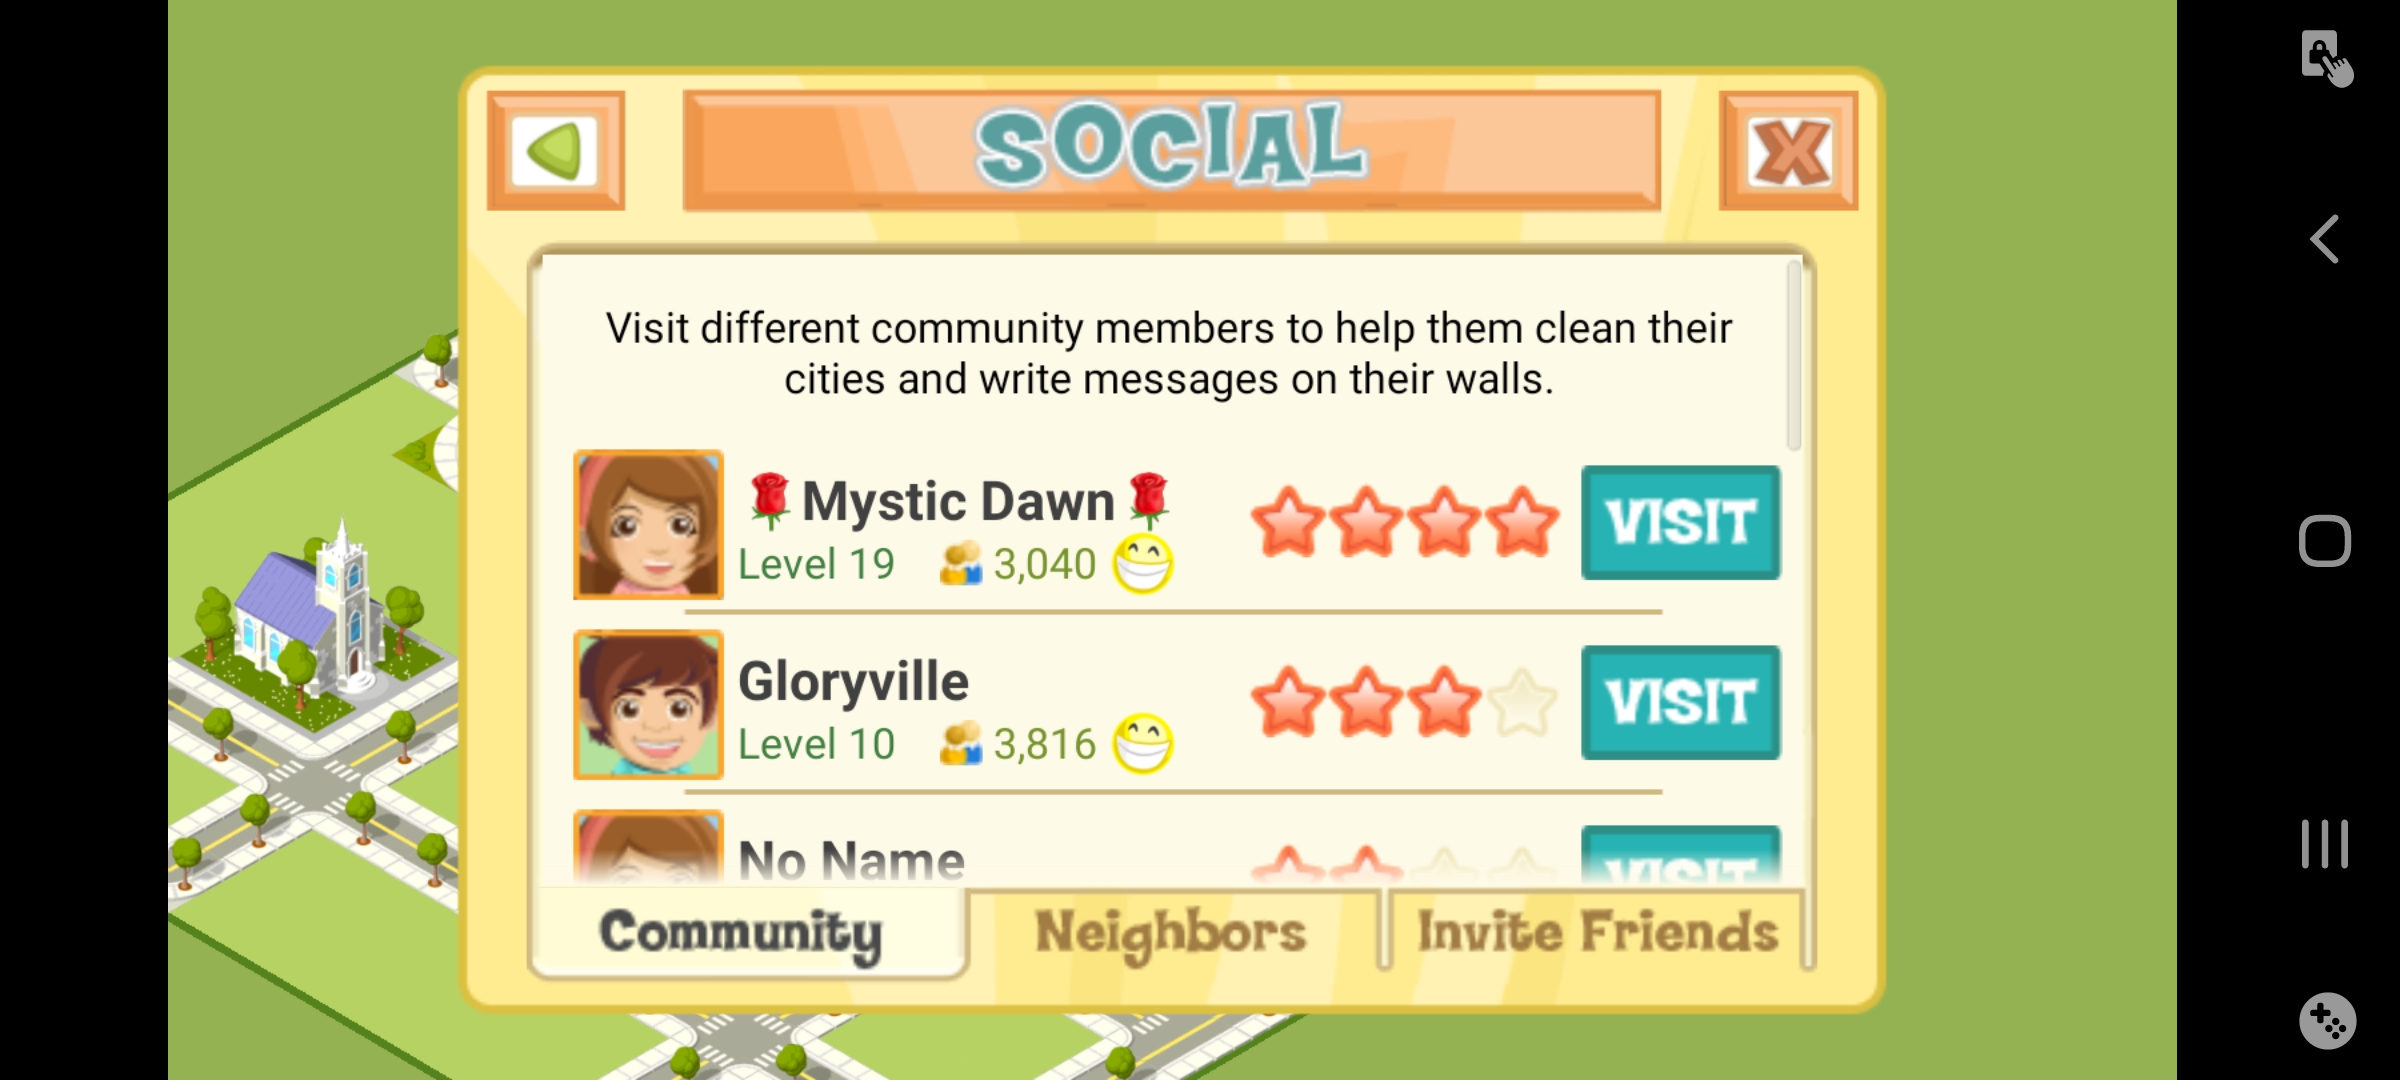 SOCIAL
Visit different community members to help them clean their
cities and write messages on their walls.
🌹Mystic Dawn🌹
Level 19 3,040
VISIT
Gloryville
Level 10 3,816
VISIT
No Name
VISIT
Community Neighbors Invite Friends